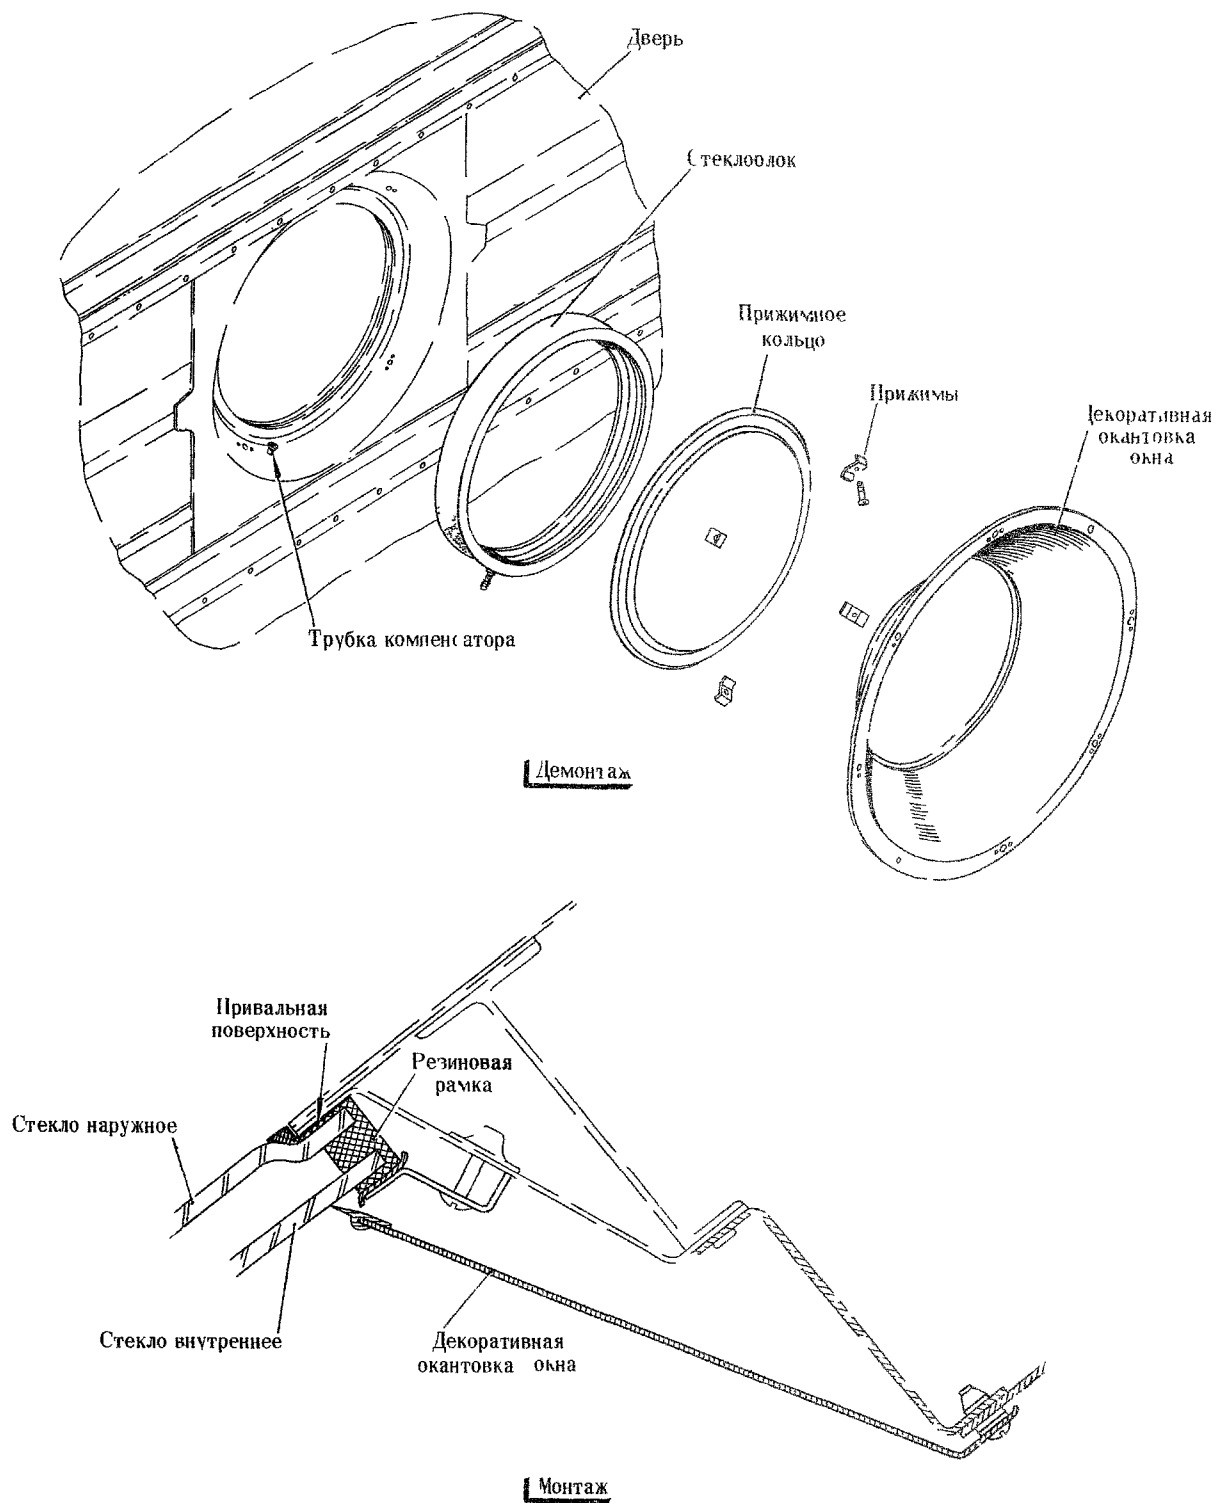 Дверь
Стеклоблок
Прижимное
кольцо
Прижимы
Декоративная
окантовка
окна
Трубка компенсатора
Демонтаж
Привальная
поверхность
Резиновая
рамка
Стекло наружное
Стекло внутреннее
Декоративная
окантовка окна
Монтаж